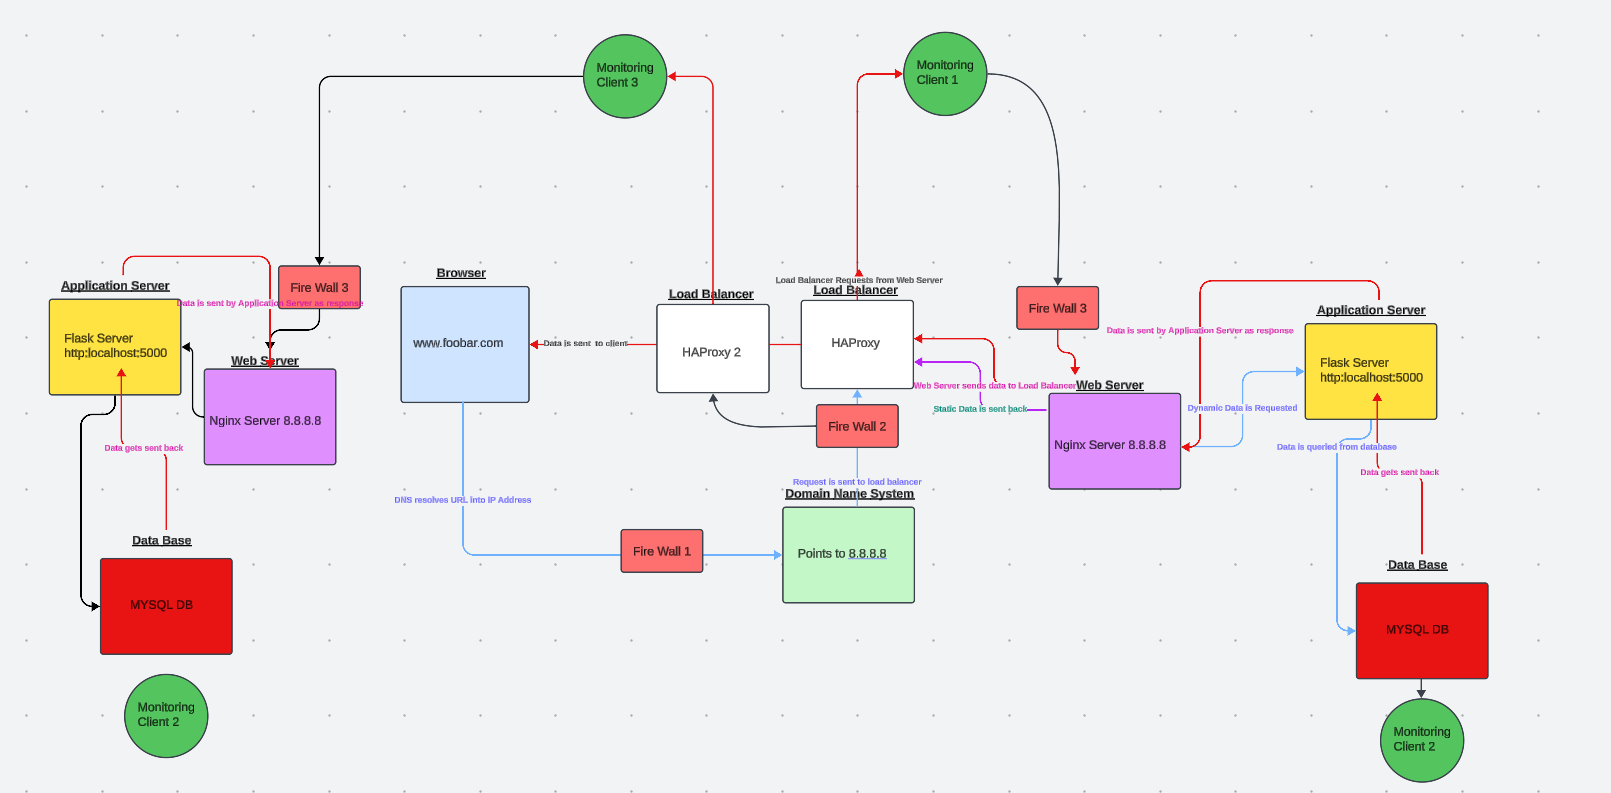 Monitoring
Client 3
Monitoring
Client 1
Application Server
Fire Wall 3
Data is sent by Application Server as response
Flask Server
http:localhost:5000
Web Server
Nginx Server 8.8.8.8
Data gets sent back
Data Base
MYSQL DB
Monitoring
Client 2
Browser
www.foobar.com
Data is sent to client
DNS resolves URL into IP Address
Fire Wall 1
Load Balancer
HAProxy 2
Load Balancer Requests from Web Server
Load Balancer
HAProxy
Fire Wall 2
Request is sent to load balancer
Domain Name System
Points to 8.8.8.8
Fire Wall 3
Web Server sends data to Load Balancer
Static Data is sent back
Web Server
Nginx Server 8.8.8.8
Data is sent by Application Server as response
Dynamic Data is Requested
Application Server
Flask Server
http:localhost:5000
Data is queried from database
Data gets sent back
Data Base
MYSQL DB
Monitoring
Client 2